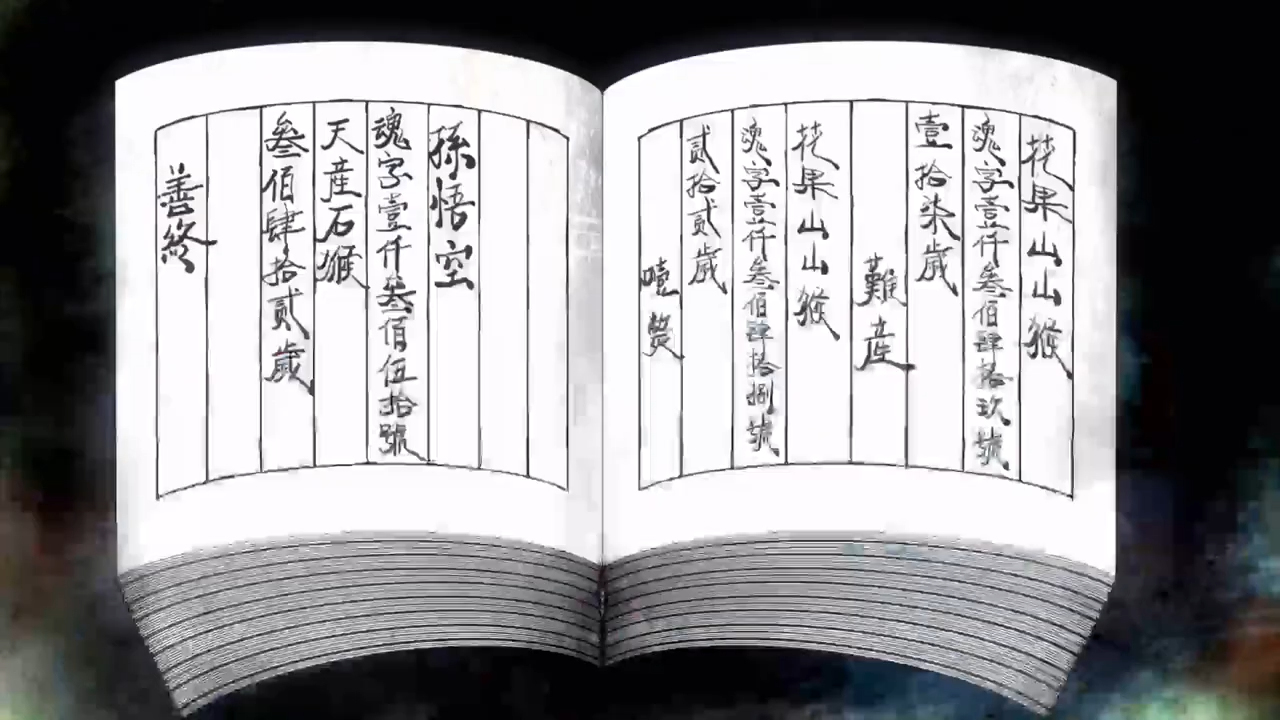 花果山山猴
魂字壹仟叁佰肆拾玖號
壹拾柒歲
難産
花果山山猴
魂字壹仟叁佰肆拾捌號
貳拾貳歲
噎
孫悟空
魂字壹仟叁佰伍拾號
天産石猴
叁佰肆拾貳歲
善終